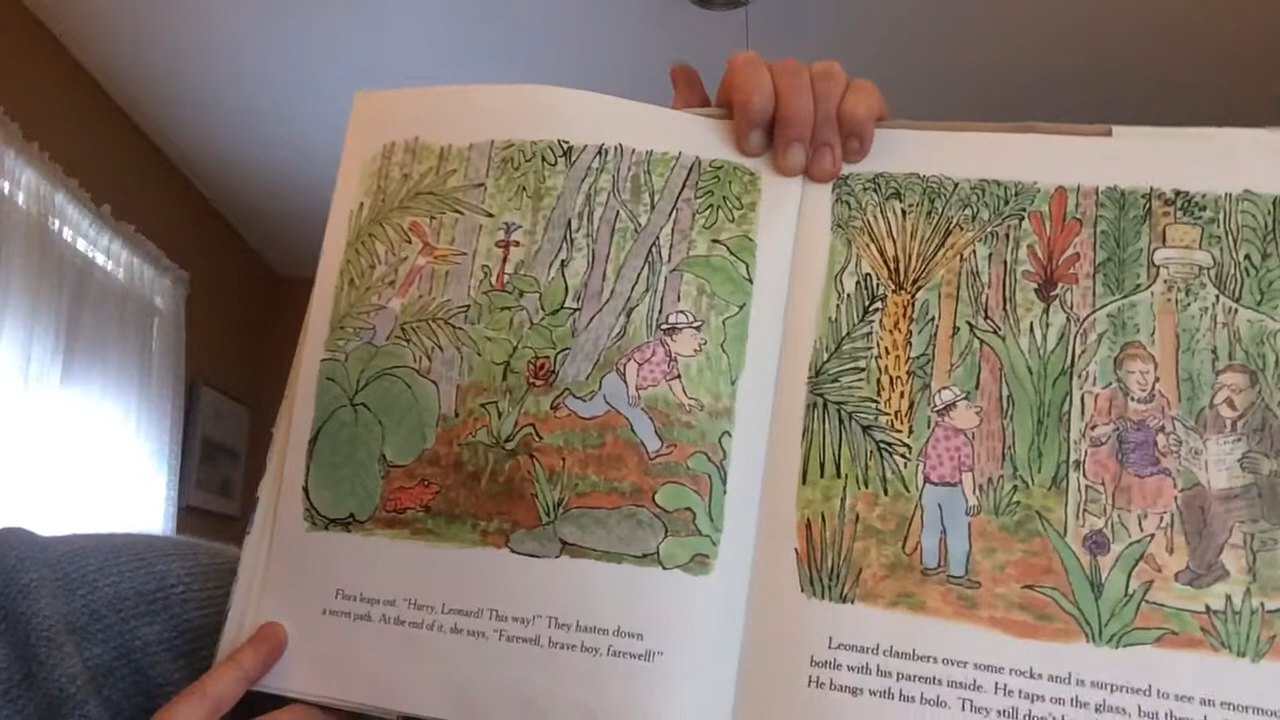 Flora leaps out. "Hurry, Leonard! This way!" They hasten down
a secret path. At the end of it, she says, "Farewell, brave boy, farewell!"
Leonard clambers over some rocks and is surprised to see an enormou
bottle with his parents inside. He taps on the glass, but
He bangs with his bolo. They still don't